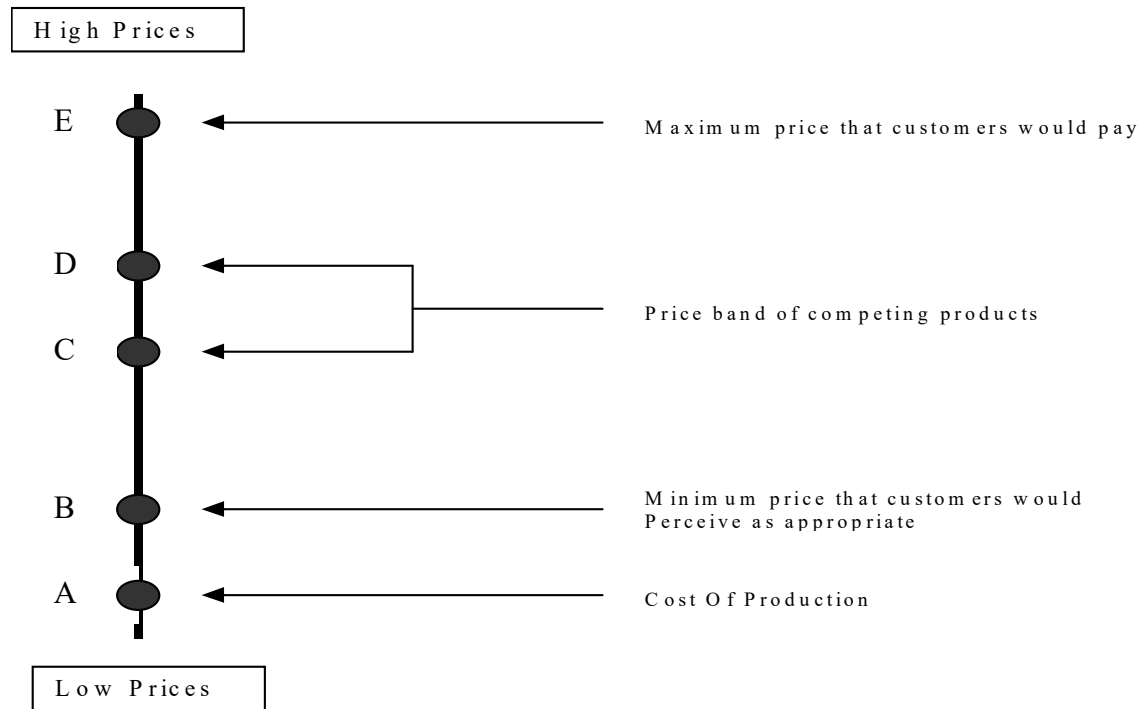 High Prices
E
Maximum price that customers would pay
D
Price band of competing products
C
B
Minimum price that customers would
Perceive as appropriate
A
Cost Of Production
Low Prices